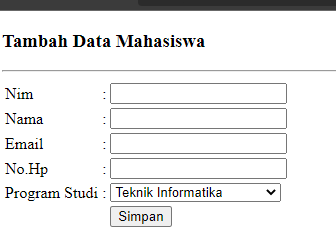 Tambah Data Mahasiswa
Nim :
Nama :
Email :
No.Hp :
Program Studi : Teknik Informatika
Simpan